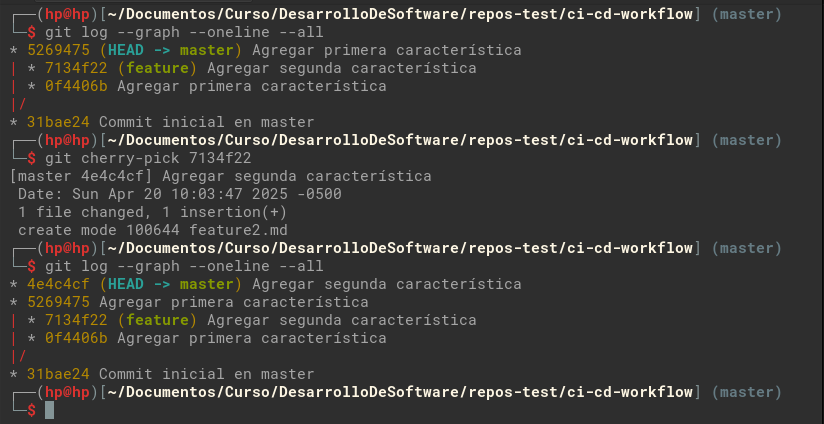 ┌──(hp@hp)[~/Documentos/Curso/DesarrolloDeSoftware/repos-test/ci-cd-workflow] (master)
└─$ git log --graph --oneline --all
* 5269475 (HEAD -> master) Agregar primera característica
| * 7134f22 (feature) Agregar segunda característica
| * 0f4406b Agregar primera característica
|/
* 31bae24 Commit inicial en master
┌──(hp@hp)[~/Documentos/Curso/DesarrolloDeSoftware/repos-test/ci-cd-workflow] (master)
└─$ git cherry-pick 7134f22
[master 4e4c4cf] Agregar segunda característica
 Date: Sun Apr 20 10:03:47 2025 -0500
 1 file changed, 1 insertion(+)
 create mode 100644 feature2.md
┌──(hp@hp)[~/Documentos/Curso/DesarrolloDeSoftware/repos-test/ci-cd-workflow] (master)
└─$ git log --graph --oneline --all
* 4e4c4cf (HEAD -> master) Agregar segunda característica
* 5269475 Agregar primera característica
| * 7134f22 (feature) Agregar segunda característica
| * 0f4406b Agregar primera característica
|/
* 31bae24 Commit inicial en master
┌──(hp@hp)[~/Documentos/Curso/DesarrolloDeSoftware/repos-test/ci-cd-workflow] (master)
└─$